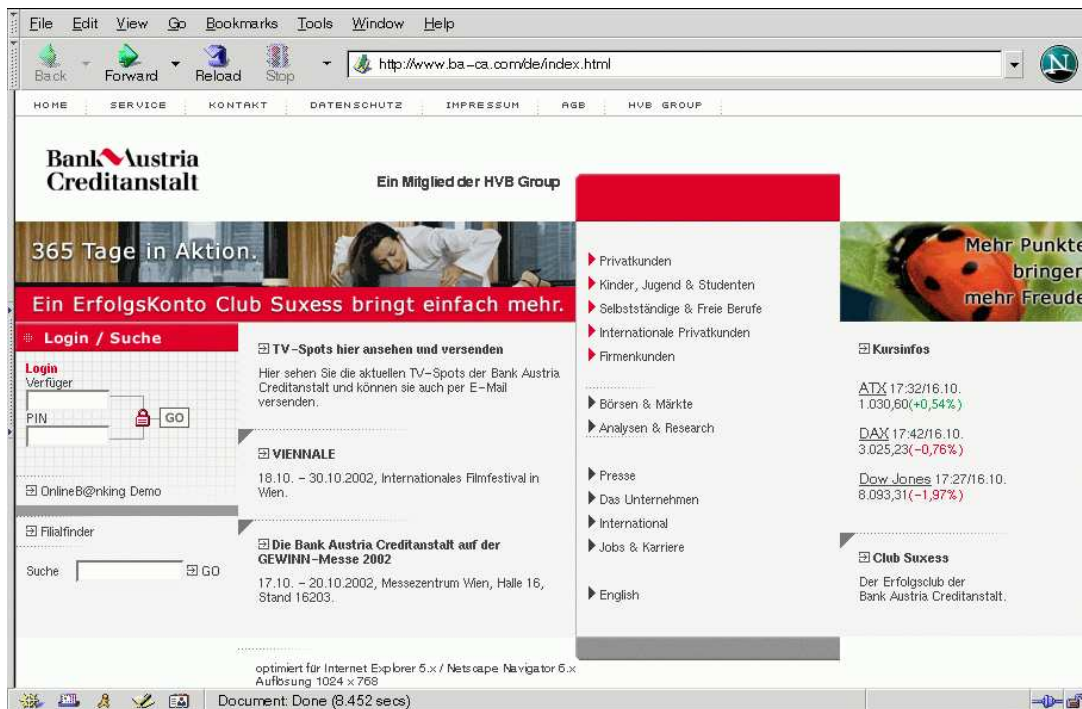 File Edit View Go Bookmarks Tools Window Help
Back Forward Reload Stop http://www.ba-ca.com/de/index.html N
HOME SERVICE KONTAKT DATENSCHUTZ IMPRESSUM AGB HVB GROUP
Bank Austria
Creditanstalt
Ein Mitglied der HVB Group
365 Tage in Aktion.
Ein ErfolgsKonto Club Suxess bringt einfach mehr.
Mehr Punkte
bringen
mehr Freude
Login / Suche
Login
Verfüger
PIN
GO
OnlineB@nking Demo
Filialfinder
Suche GO
TV-Spots hier ansehen und versenden
Hier sehen Sie die aktuellen TV-Spots der Bank Austria
Creditanstalt und können sie auch per E-Mail
versenden.
VIENNALE
18.10. - 30.10.2002, Internationales Filmfestival in
Wien.
Die Bank Austria Creditanstalt auf der
GEWINN-Messe 2002
17.10. - 20.10.2002, Messezentrum Wien, Halle 16,
Stand 16203.
Privatkunden
Kinder, Jugend & Studenten
Selbstständige & Freie Berufe
Internationale Privatkunden
Firmenkunden
Börsen & Märkte
Analysen & Research
Presse
Das Unternehmen
International
Jobs & Karriere
English
Kursinfos
ATX 17:32/16.10.
1.030,60(+0,54%)
DAX 17:42/16.10.
3.025,23(-0,76%)
Dow Jones 17:27/16.10.
8.093,31(-1,97%)
Club Suxess
Der Erfolgsclub der
Bank Austria Creditanstalt.
optimiert für Internet Explorer 5.x / Netscape Navigator 6.x
Auflösung 1024 x 768
Document: Done (8.452 secs)